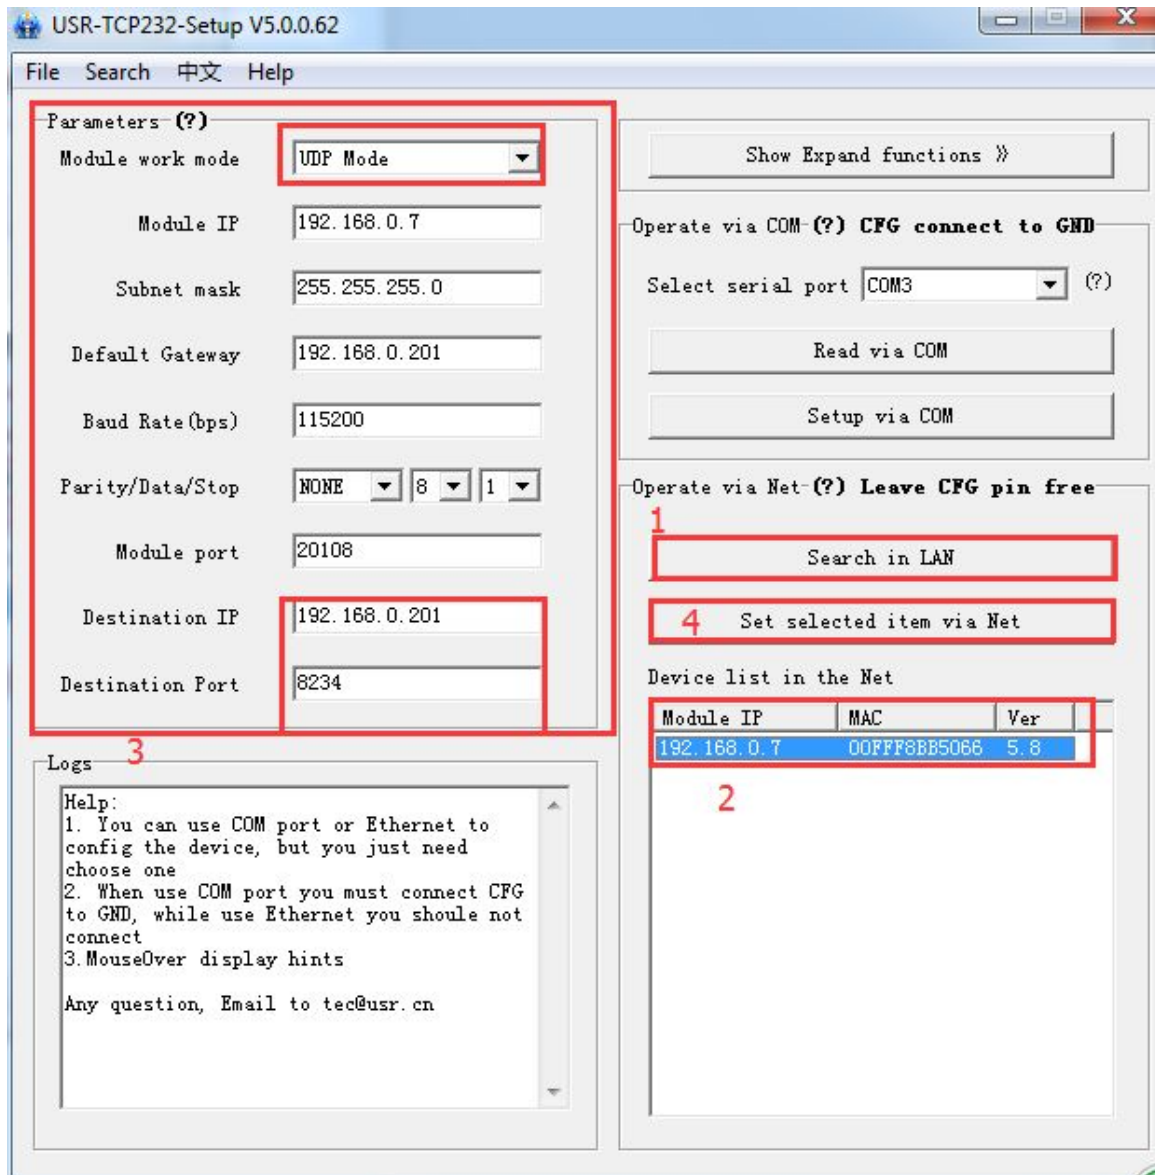 USR-TCP232-Setup V5.0.0.62
File Search 中文 Help
Parameters (?)
Module work mode UDP Mode
Module IP 192.168.0.7
Subnet mask 255.255.255.0
Default Gateway 192.168.0.201
Baud Rate(bps) 115200
Parity/Data/Stop NONE 8 1
Module port 20108
Destination IP 192.168.0.201
Destination Port 8234
3
Logs
Help:
1. You can use COM port or Ethernet to
config the device, but you just need
choose one
2. When use COM port you must connect CFG
to GND, while use Ethernet you shoule not
connect
3.MouseOver display hints
Any question, Email to tec@usr.cn
Show Expand functions 》
Operate via COM-(?) CFG connect to GND
Select serial port COM3 (?)
Read via COM
Setup via COM
Operate via Net-(?) Leave CFG pin free
1
Search in LAN
4 Set selected item via Net
Device list in the Net
Module IP MAC Ver
192.168.0.7 00FFF8BB5066 5.8
2